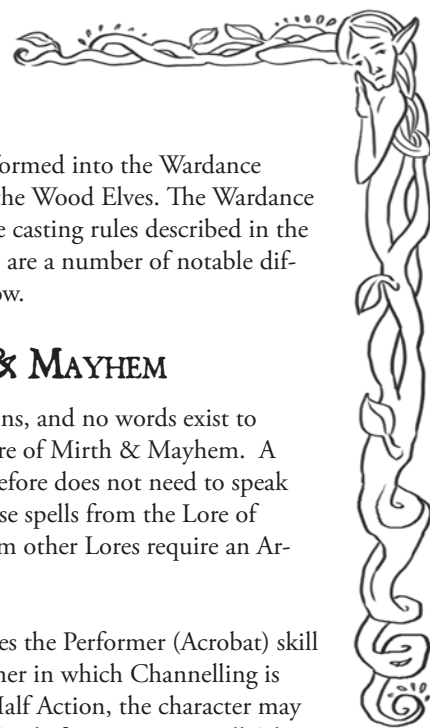 formed into the Wardance
the Wood Elves. The Wardance
e casting rules described in the
are a number of notable dif-
ow.
& MAYHEM
ns, and no words exist to
re of Mirth & Mayhem. A
efore does not need to speak
se spells from the Lore of
m other Lores require an Ar-
es the Performer (Acrobat) skill
ner in which Channelling is
Half Action, the character may